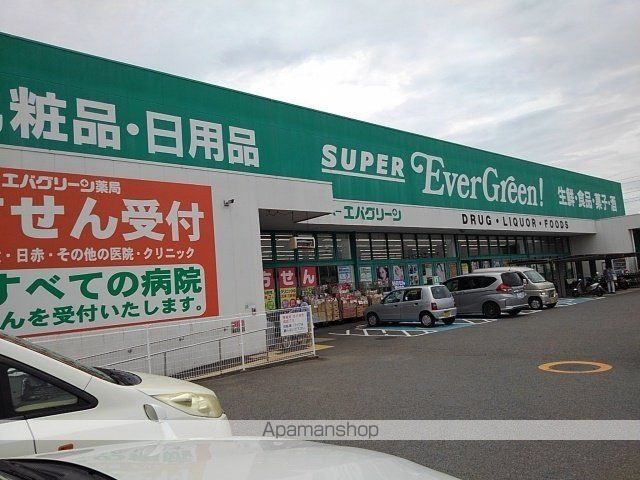 粧品・日用品
SUPER EverGreen! 生鮮・食品・菓子・酒
エバグリーン
DRUG・LIQUOR・FOODS
エバグリーン薬局
せん受付
・日赤・その他の医院・クリニック
すべての病院
んを受付いたします。
Apamanshop